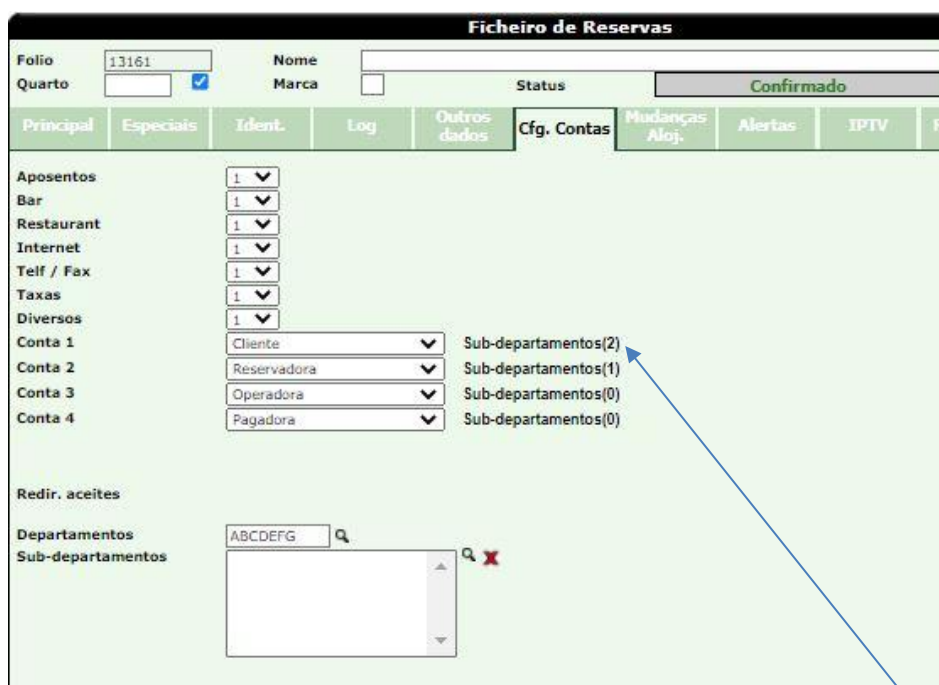 Ficheiro de Reservas
Folio 13161 Nome
Quarto Marca Status Confirmado
Principal Especiais Ident. Log Outros dados Cfg. Contas Mudanças Aloj. Alertas IPTV
Aposentos 1
Bar 1
Restaurant 1
Internet 1
Telf / Fax 1
Taxas 1
Diversos 1
Conta 1 Cliente Sub-departamentos(2)
Conta 2 Reservadora Sub-departamentos(1)
Conta 3 Operadora Sub-departamentos(0)
Conta 4 Pagadora Sub-departamentos(0)
Redir. aceites
Departamentos ABCDEFG
Sub-departamentos